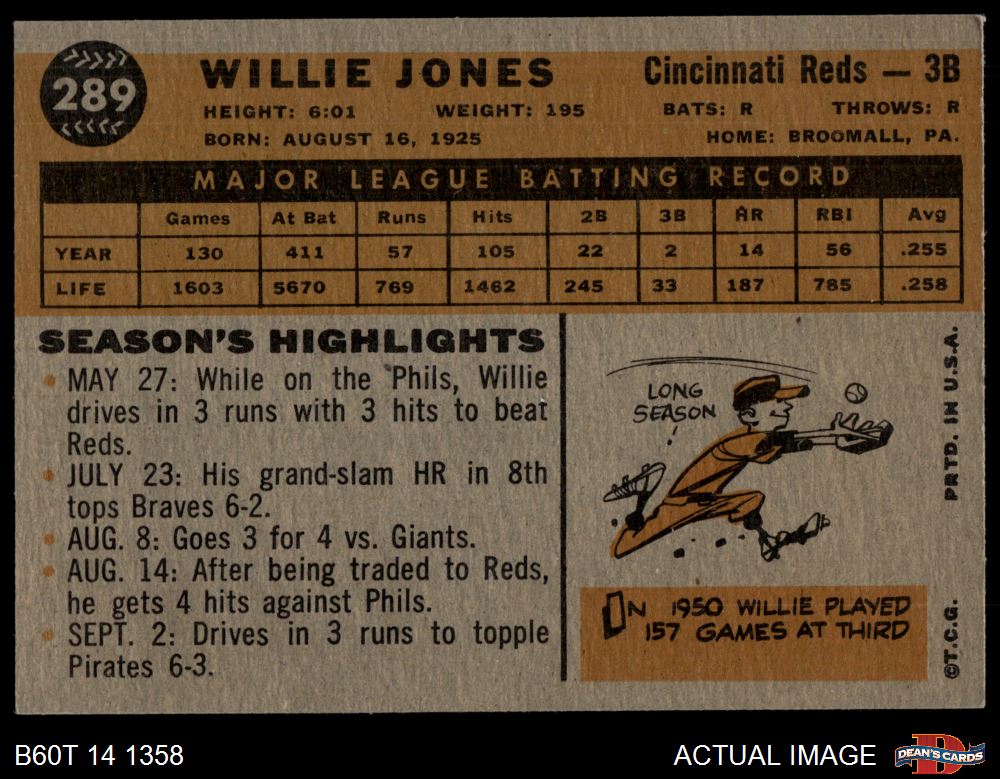 289
WILLIE JONES
Cincinnati Reds — 3B
HEIGHT: 6:01 WEIGHT: 195 BATS: R THROWS: R
BORN: AUGUST 16, 1925 HOME: BROOMALL, PA.
MAJOR LEAGUE BATTING RECORD
Games At Bat Runs Hits 2B 3B HR RBI Avg
YEAR 130 411 57 105 22 2 14 56 .255
LIFE 1603 5670 769 1462 245 33 187 785 .258
SEASON'S HIGHLIGHTS
• MAY 27: While on the Phils, Willie
drives in 3 runs with 3 hits to beat
Reds.
• JULY 23: His grand-slam HR in 8th
tops Braves 6-2.
• AUG. 8: Goes 3 for 4 vs. Giants.
• AUG. 14: After being traded to Reds,
he gets 4 hits against Phils.
• SEPT. 2: Drives in 3 runs to topple
Pirates 6-3.
LONG
SEASON
!
IN 1950 WILLIE PLAYED
157 GAMES AT THIRD
©T.C.G. PRTD. IN U.S.A.
B60T 14 1358
ACTUAL IMAGE
DEAN'S CARDS